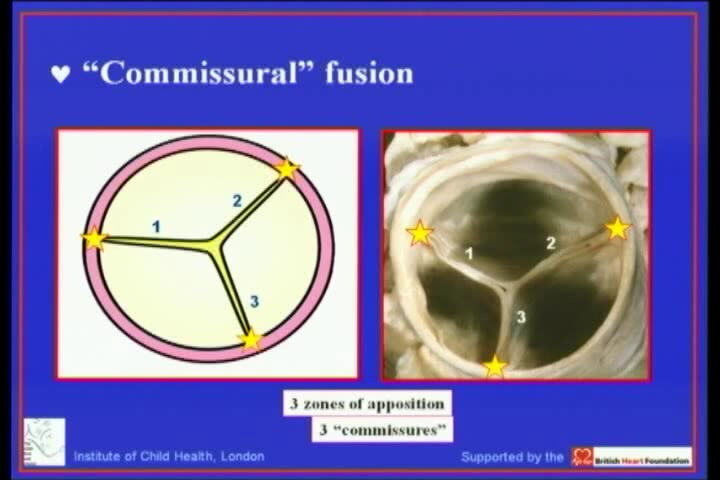 ♥ “Commissural” fusion
1
2
3
1
2
3
3 zones of apposition
3 “commissures”
Institute of Child Health, London
Supported by the
British Heart Foundation